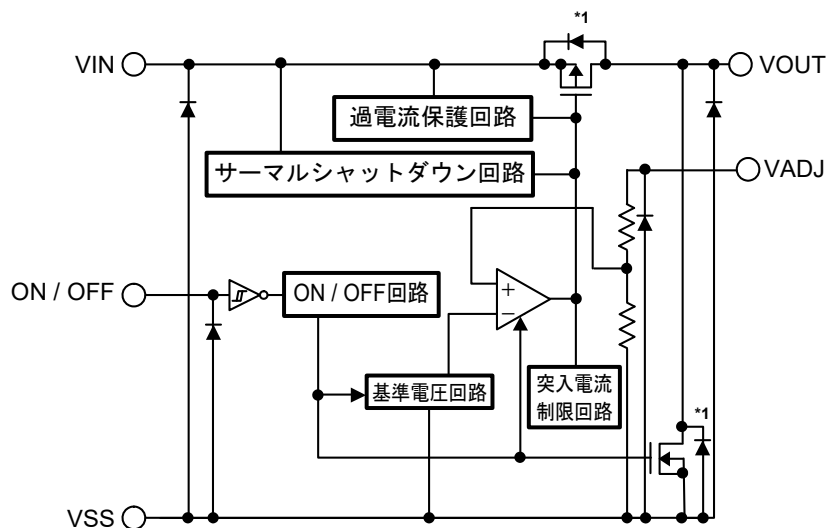 *1
VIN
VOUT
過電流保護回路
サーマルシャットダウン回路
VADJ
ON / OFF
ON / OFF回路
+
−
基準電圧回路
突入電流
制限回路
*1
VSS